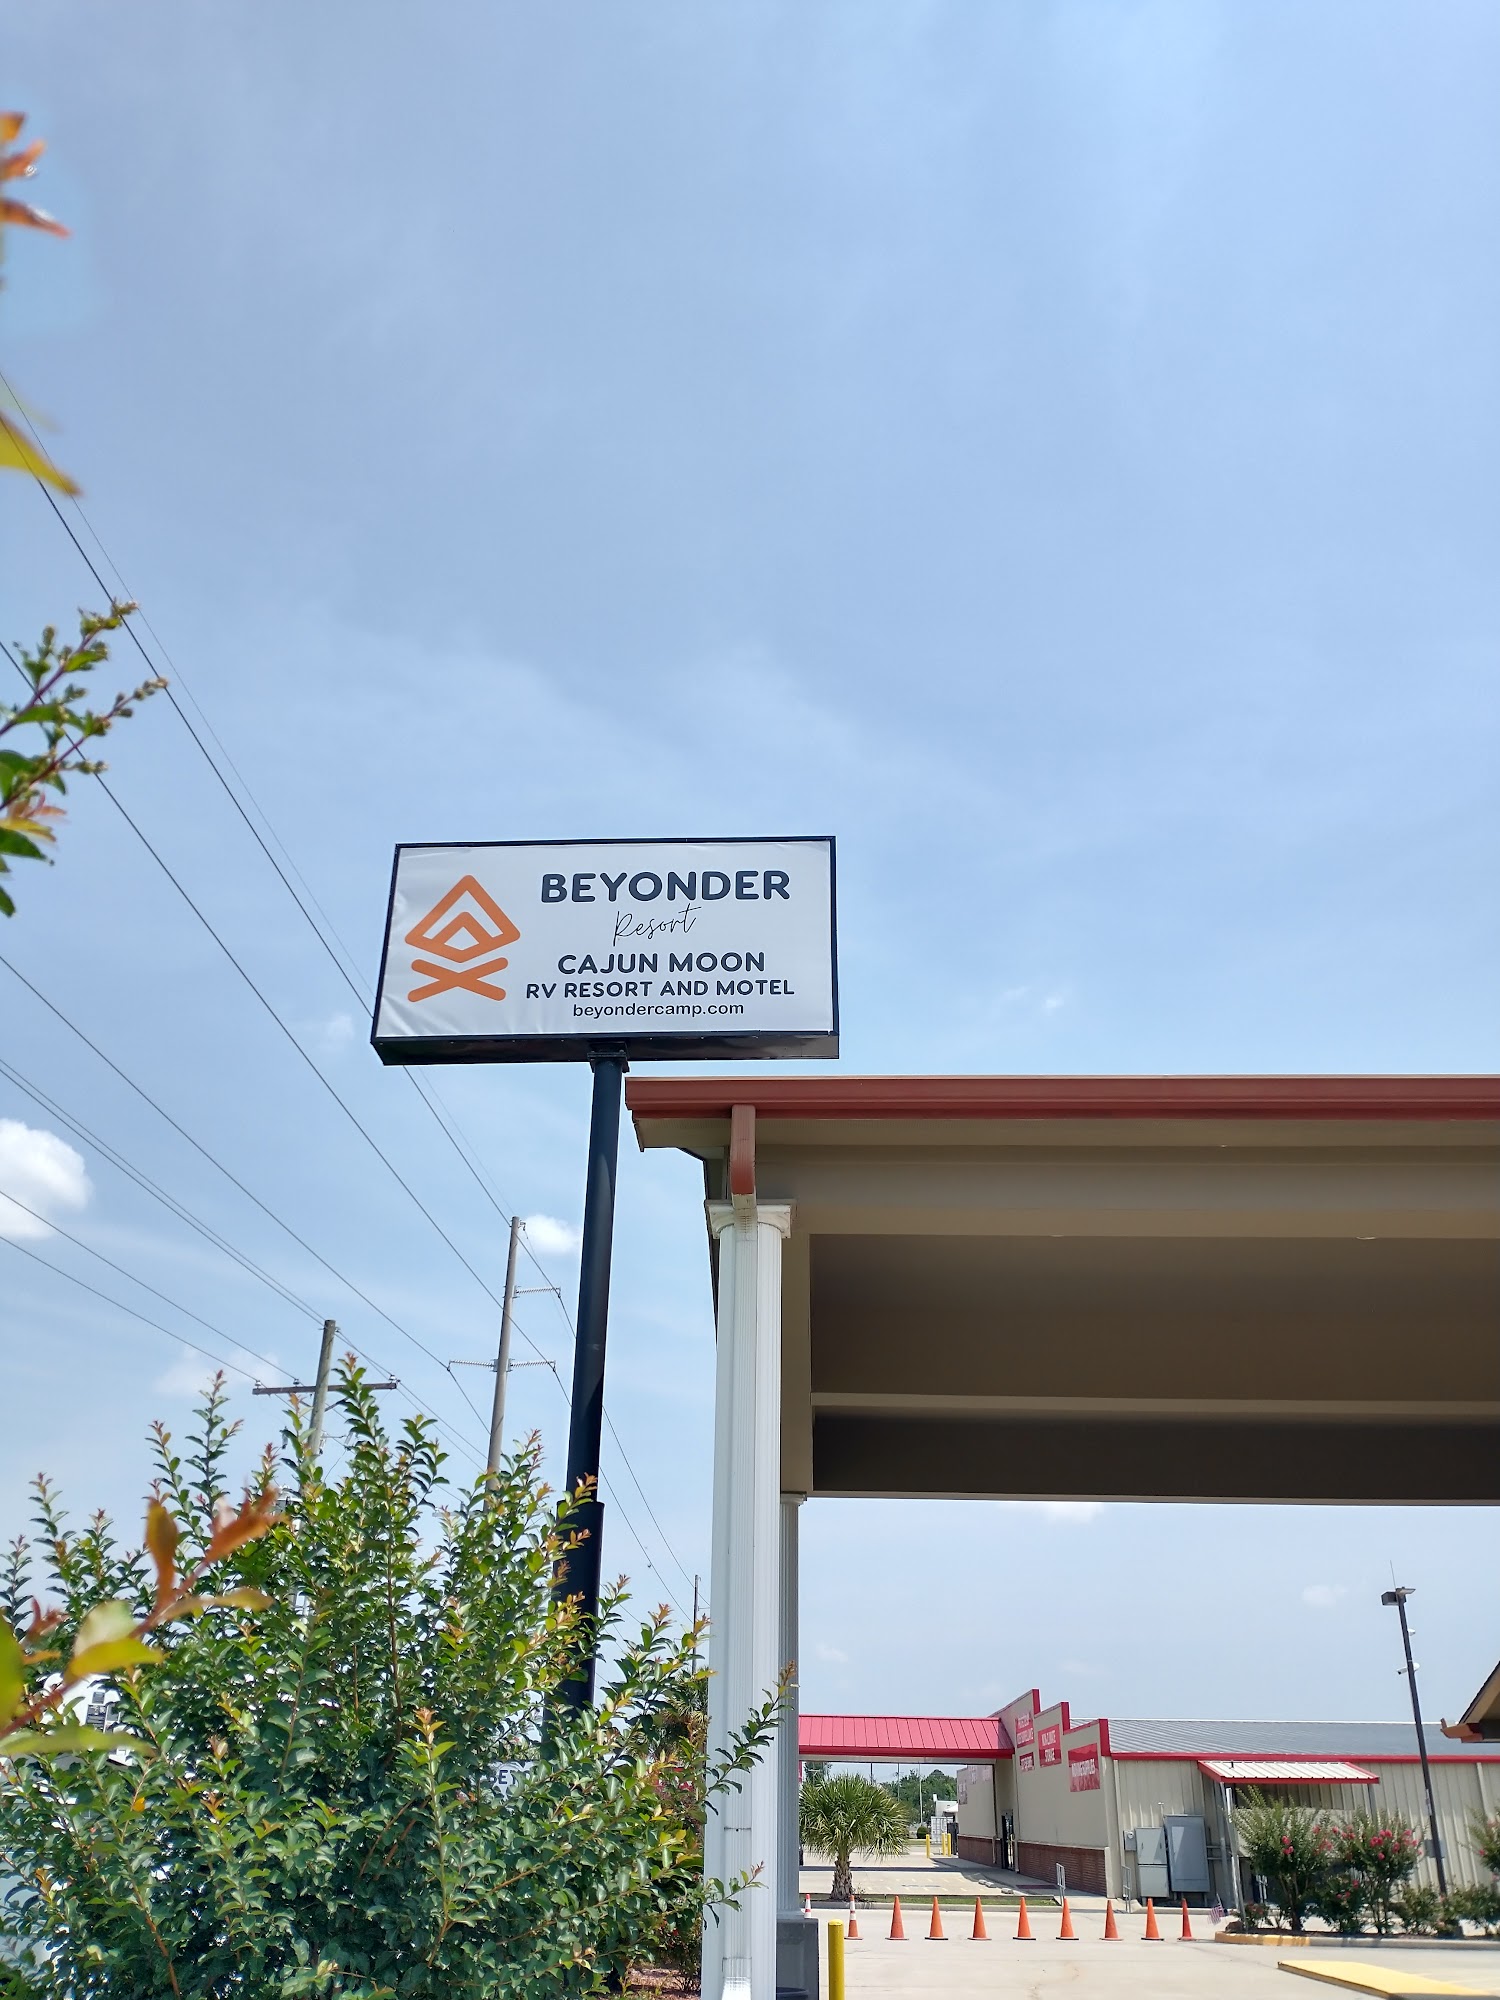 BEYONDER
Resort
CAJUN MOON
RV RESORT AND MOTEL
beyondercamp.com